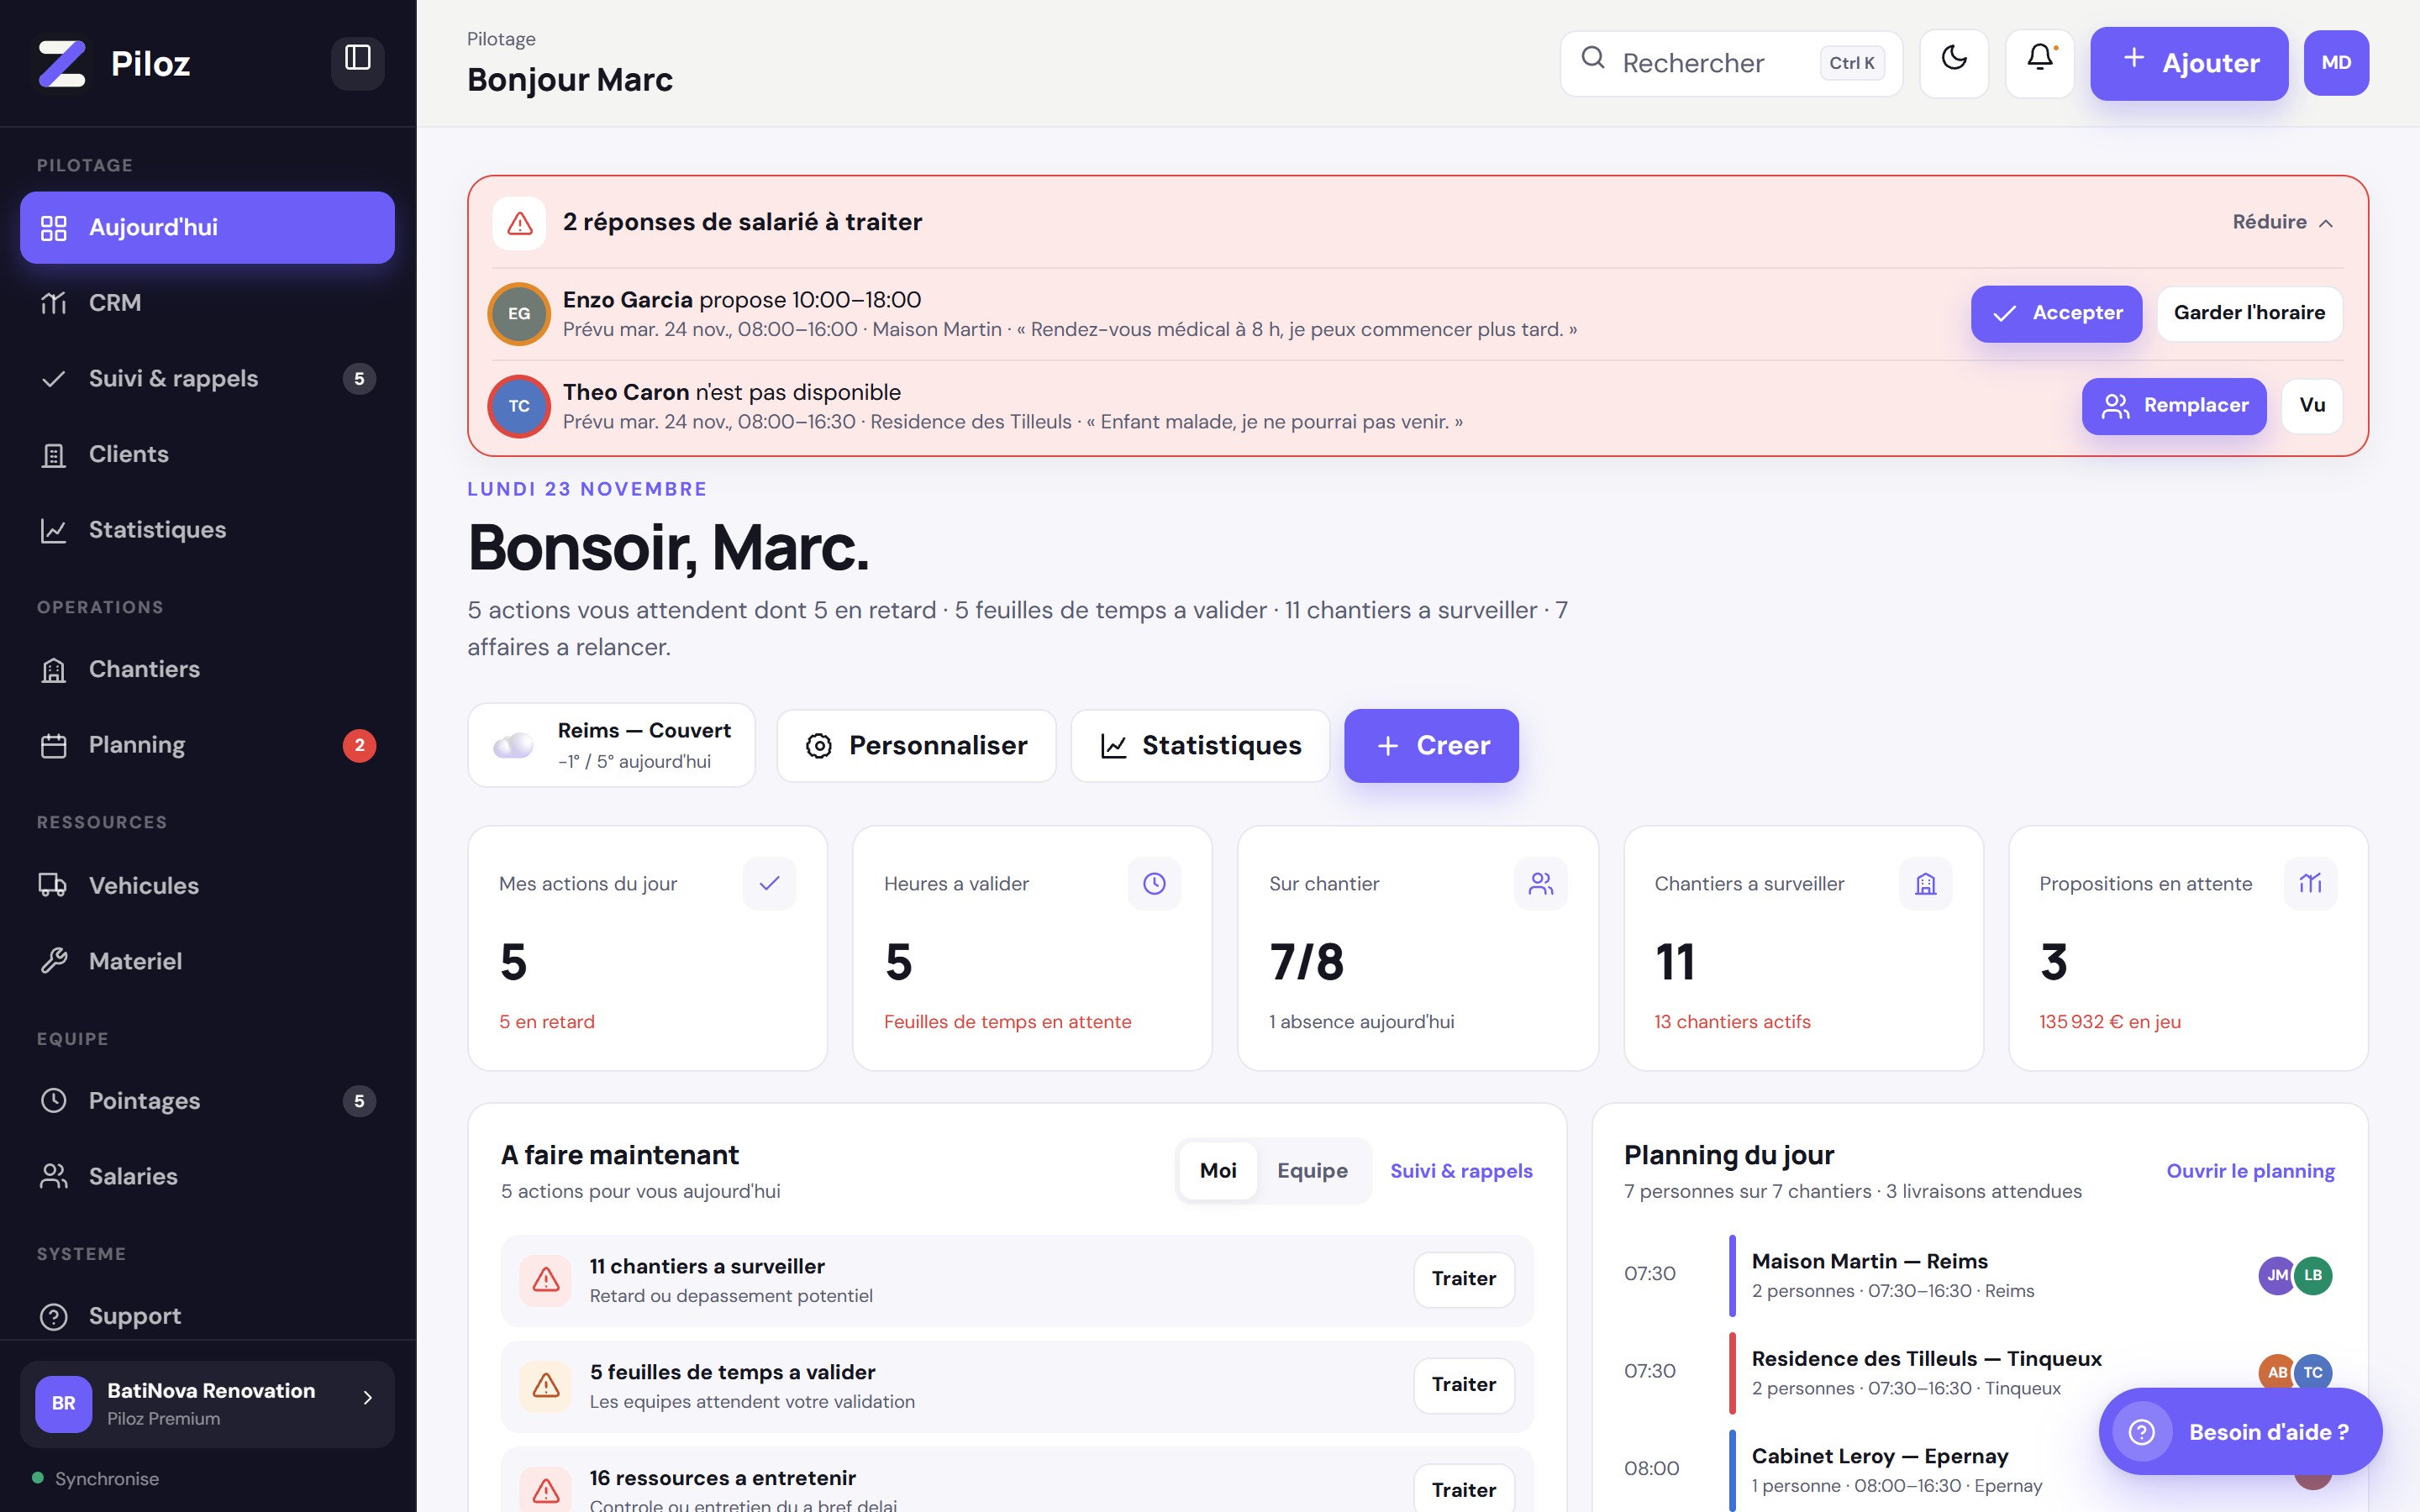 Piloz
PILOTAGE
Aujourd'hui
CRM
Suivi & rappels 5
Clients
Statistiques
OPERATIONS
Chantiers
Planning 2
RESSOURCES
Vehicules
Materiel
EQUIPE
Pointages 5
Salaries
SYSTEME
Support
BR
BatiNova Renovation
Piloz Premium
Synchronise
Pilotage
Bonjour Marc
Rechercher Ctrl K
Ajouter
MD
2 réponses de salarié à traiter
Réduire
EG
Enzo Garcia propose 10:00–18:00
Prévu mar. 24 nov., 08:00–16:00 · Maison Martin · « Rendez-vous médical à 8 h, je peux commencer plus tard. »
Accepter
Garder l'horaire
TC
Theo Caron n'est pas disponible
Prévu mar. 24 nov., 08:00–16:30 · Residence des Tilleuls · « Enfant malade, je ne pourrai pas venir. »
Remplacer
Vu
LUNDI 23 NOVEMBRE
Bonsoir, Marc.
5 actions vous attendent dont 5 en retard · 5 feuilles de temps a valider · 11 chantiers a surveiller · 7
affaires a relancer.
Reims — Couvert
-1° / 5° aujourd'hui
Personnaliser
Statistiques
Creer
Mes actions du jour
5
5 en retard
Heures a valider
5
Feuilles de temps en attente
Sur chantier
7/8
1 absence aujourd'hui
Chantiers a surveiller
11
13 chantiers actifs
Propositions en attente
3
135 932 € en jeu
A faire maintenant
5 actions pour vous aujourd'hui
Moi
Equipe
Suivi & rappels
11 chantiers a surveiller
Retard ou depassement potentiel
Traiter
5 feuilles de temps a valider
Les equipes attendent votre validation
Traiter
16 ressources a entretenir
Controle ou entretien du a bref delai
Traiter
Planning du jour
7 personnes sur 7 chantiers · 3 livraisons attendues
Ouvrir le planning
07:30
Maison Martin — Reims
2 personnes · 07:30–16:30 · Reims
JM LB
07:30
Residence des Tilleuls — Tinqueux
2 personnes · 07:30–16:30 · Tinqueux
AB TC
08:00
Cabinet Leroy — Epernay
1 personne · 08:00–16:30 · Epernay
Besoin d'aide ?